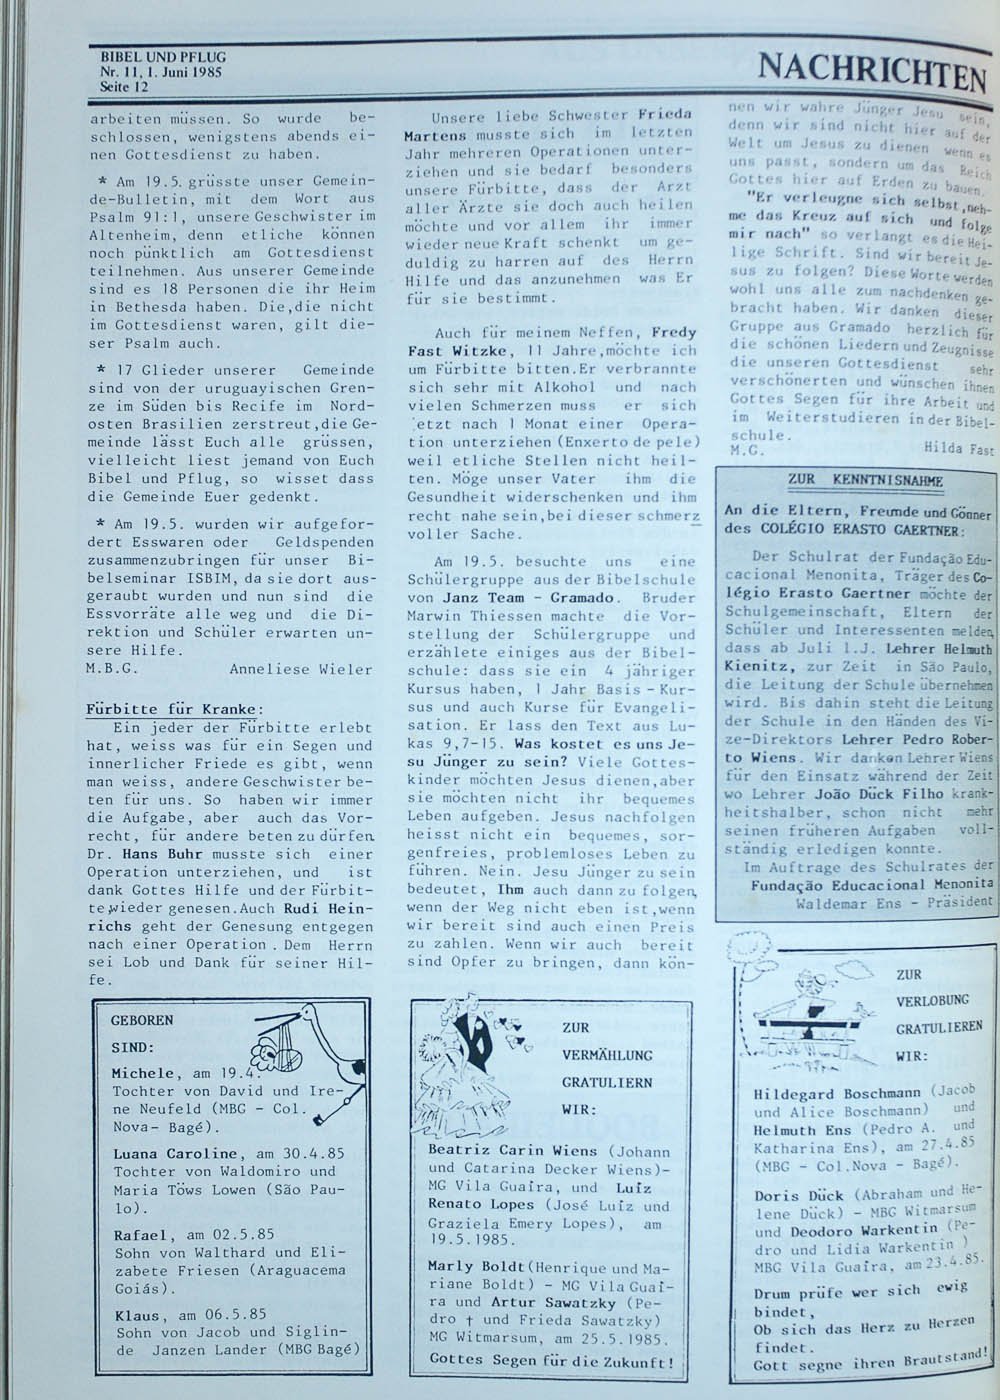 BIBEL UND PFLUG
Nr. 11, 1. Juni 1985
Seite 12
NACHRICHTEN
arbeiten müssen. So wurde be-
schlossen, wenigstens abends ei-
nen Gottesdienst zu haben.
* Am 19.5. grüsste unser Gemein-
de-Bulletin, mit dem Wort aus
Psalm 91:1, unsere Geschwister im
Altenheim, denn etliche können
noch pünktlich am Gottesdienst
teilnehmen. Aus unserer Gemeinde
sind es 18 Personen die ihr Heim
in Bethesda haben. Die,die nicht
im Gottesdienst waren, gilt die-
ser Psalm auch.
* 17 Glieder unserer Gemeinde
sind von der uruguayischen Gren-
ze im Süden bis Recife im Nord-
osten Brasilien zerstreut,die Ge-
meinde lässt Euch alle grüssen,
vielleicht liest jemand von Euch
Bibel und Pflug, so wisset dass
die Gemeinde Euer gedenkt.
* Am 19.5. wurden wir aufgefor-
dert Esswaren oder Geldspenden
zusammenzubringen für unser Bi-
belseminar ISBIM, da sie dort aus-
geraubt wurden und nun sind die
Essvorräte alle weg und die Di-
rektion und Schüler erwarten un-
sere Hilfe.
M.B.G. Anneliese Wieler
Fürbitte für Kranke:
Ein jeder der Fürbitte erlebt
hat, weiss was für ein Segen und
innerlicher Friede es gibt, wenn
man weiss, andere Geschwister be-
ten für uns. So haben wir immer
die Aufgabe, aber auch das Vor-
recht, für andere beten zu dürfen.
Dr. Hans Buhr musste sich einer
Operation unterziehen, und ist
dank Gottes Hilfe und der Fürbit-
te,wieder genesen.Auch Rudi Hein-
richs geht der Genesung entgegen
nach einer Operation. Dem Herrn
sei Lob und Dank für seiner Hil-
fe.
GEBOREN
SIND:
Michele, am 19.4.
Tochter von David und Ire-
ne Neufeld (MBG - Col.
Nova- Bagé).
Luana Caroline, am 30.4.85
Tochter von Waldomiro und
Maria Töws Lowen (São Pau-
lo).
Rafael, am 02.5.85
Sohn von Walthard und Eli-
zabete Friesen (Araguacema
Goiás).
Klaus, am 06.5.85
Sohn von Jacob und Siglin-
de Janzen Lander (MBG Bagé)
Unsere liebe Schwester Frieda
Martens musste sich im letzten
Jahr mehreren Operationen unter-
ziehen und sie bedarf besonders
unsere Fürbitte, dass der Arzt
aller Ärzte sie doch auch heilen
möchte und vor allem ihr immer
wieder neue Kraft schenkt um ge-
duldig zu harren auf des Herrn
Hilfe und das anzunehmen was Er
für sie bestimmt.
Auch für meinem Neffen, Fredy
Fast Witzke, 11 Jahre,möchte ich
um Fürbitte bitten.Er verbrannte
sich sehr mit Alkohol und nach
vielen Schmerzen muss er sich
jetzt nach 1 Monat einer Opera-
tion unterziehen (Enxerto de pele)
weil etliche Stellen nicht heil-
ten. Möge unser Vater ihm die
Gesundheit widerschenken und ihm
recht nahe sein,bei dieser schmerz
voller Sache.
Am 19.5. besuchte uns eine
Schülergruppe aus der Bibelschule
von Janz Team - Gramado. Bruder
Marwin Thiessen machte die Vor-
stellung der Schülergruppe und
erzählete einiges aus der Bibel-
schule: dass sie ein 4 jähriger
Kursus haben, 1 Jahr Basis - Kur-
sus und auch Kurse für Evangeli-
sation. Er lass den Text aus Lu-
kas 9,7-15. Was kostet es uns Je-
su Jünger zu sein? Viele Gottes-
kinder möchten Jesus dienen,aber
sie möchten nicht ihr bequemes
Leben aufgeben. Jesus nachfolgen
heisst nicht ein bequemes, sor-
genfreies, problemloses Leben zu
führen. Nein. Jesu Jünger zu sein
bedeutet, Ihm auch dann zu folgen,
wenn der Weg nicht eben ist,wenn
wir bereit sind auch einen Preis
zu zahlen. Wenn wir auch bereit
sind Opfer zu bringen, dann kön-
ZUR
VERMÄHLUNG
GRATULIERN
WIR:
Beatriz Carin Wiens (Johann
und Catarina Decker Wiens)-
MG Vila Guaíra, und Luíz
Renato Lopes (José Luíz und
Graziela Emery Lopes), am
19.5.1985.
Marly Boldt(Henrique und Ma-
riane Boldt) - MG Vila Guaí-
ra und Artur Sawatzky (Pe-
dro † und Frieda Sawatzky)
MG Witmarsum, am 25.5.1985.
Gottes Segen für die Zukunft!
nen wir wahre Jünger Jesu sein,
denn wir sind nicht hier auf der
Welt um Jesus zu dienen wenn es
uns passt, sondern um das Reich
Gottes hier auf Erden zu bauen.
"Er verleugne sich selbst,neh-
me das Kreuz auf sich und folge
mir nach" so verlangt es die Hei-
lige Schrift. Sind wir bereit Je-
sus zu folgen? Diese Worte werden
wohl uns alle zum nachdenken ge-
bracht haben. Wir danken dieser
Gruppe aus Gramado herzlich für
die schönen Liedern und Zeugnisse
die unseren Gottesdienst sehr
verschönerten und wünschen ihnen
Gottes Segen für ihre Arbeit und
im Weiterstudieren in der Bibel-
schule.
M.G. Hilda Fast
ZUR KENNTNISNAHME
An die Eltern, Freunde und Gönner
des COLÉGIO ERASTO GAERTNER:
Der Schulrat der Fundação Edu-
cacional Menonita, Träger des Co-
légio Erasto Gaertner möchte der
Schulgemeinschaft, Eltern der
Schüler und Interessenten melden,
dass ab Juli l.J. Lehrer Helmuth
Kienitz, zur Zeit in São Paulo,
die Leitung der Schule übernehmen
wird. Bis dahin steht die Leitung
der Schule in den Händen des Vi-
ze-Direktors Lehrer Pedro Rober-
to Wiens. Wir danken Lehrer Wiens
für den Einsatz während der Zeit
wo Lehrer João Dück Filho krank-
heitshalber, schon nicht mehr
seinen früheren Aufgaben voll-
ständig erledigen konnte.
Im Auftrage des Schulrates der
Fundação Educacional Menonita
Waldemar Ens - Präsident
ZUR
VERLOBUNG
GRATULIEREN
WIR:
Hildegard Boschmann (Jacob
und Alice Boschmann) und
Helmuth Ens (Pedro A. und
Katharina Ens), am 27.4.85
(MBG - Col.Nova - Bagé).
Doris Dück (Abraham und He-
lene Dück) - MBG Witmarsum
und Deodoro Warkentin (Pe-
dro und Lidia Warkentin )
MBG Vila Guaíra, am 23.4.85.
Drum prüfe wer sich ewig
bindet,
Ob sich das Herz zu Herzen
findet.
Gott segne ihren Brautstand!